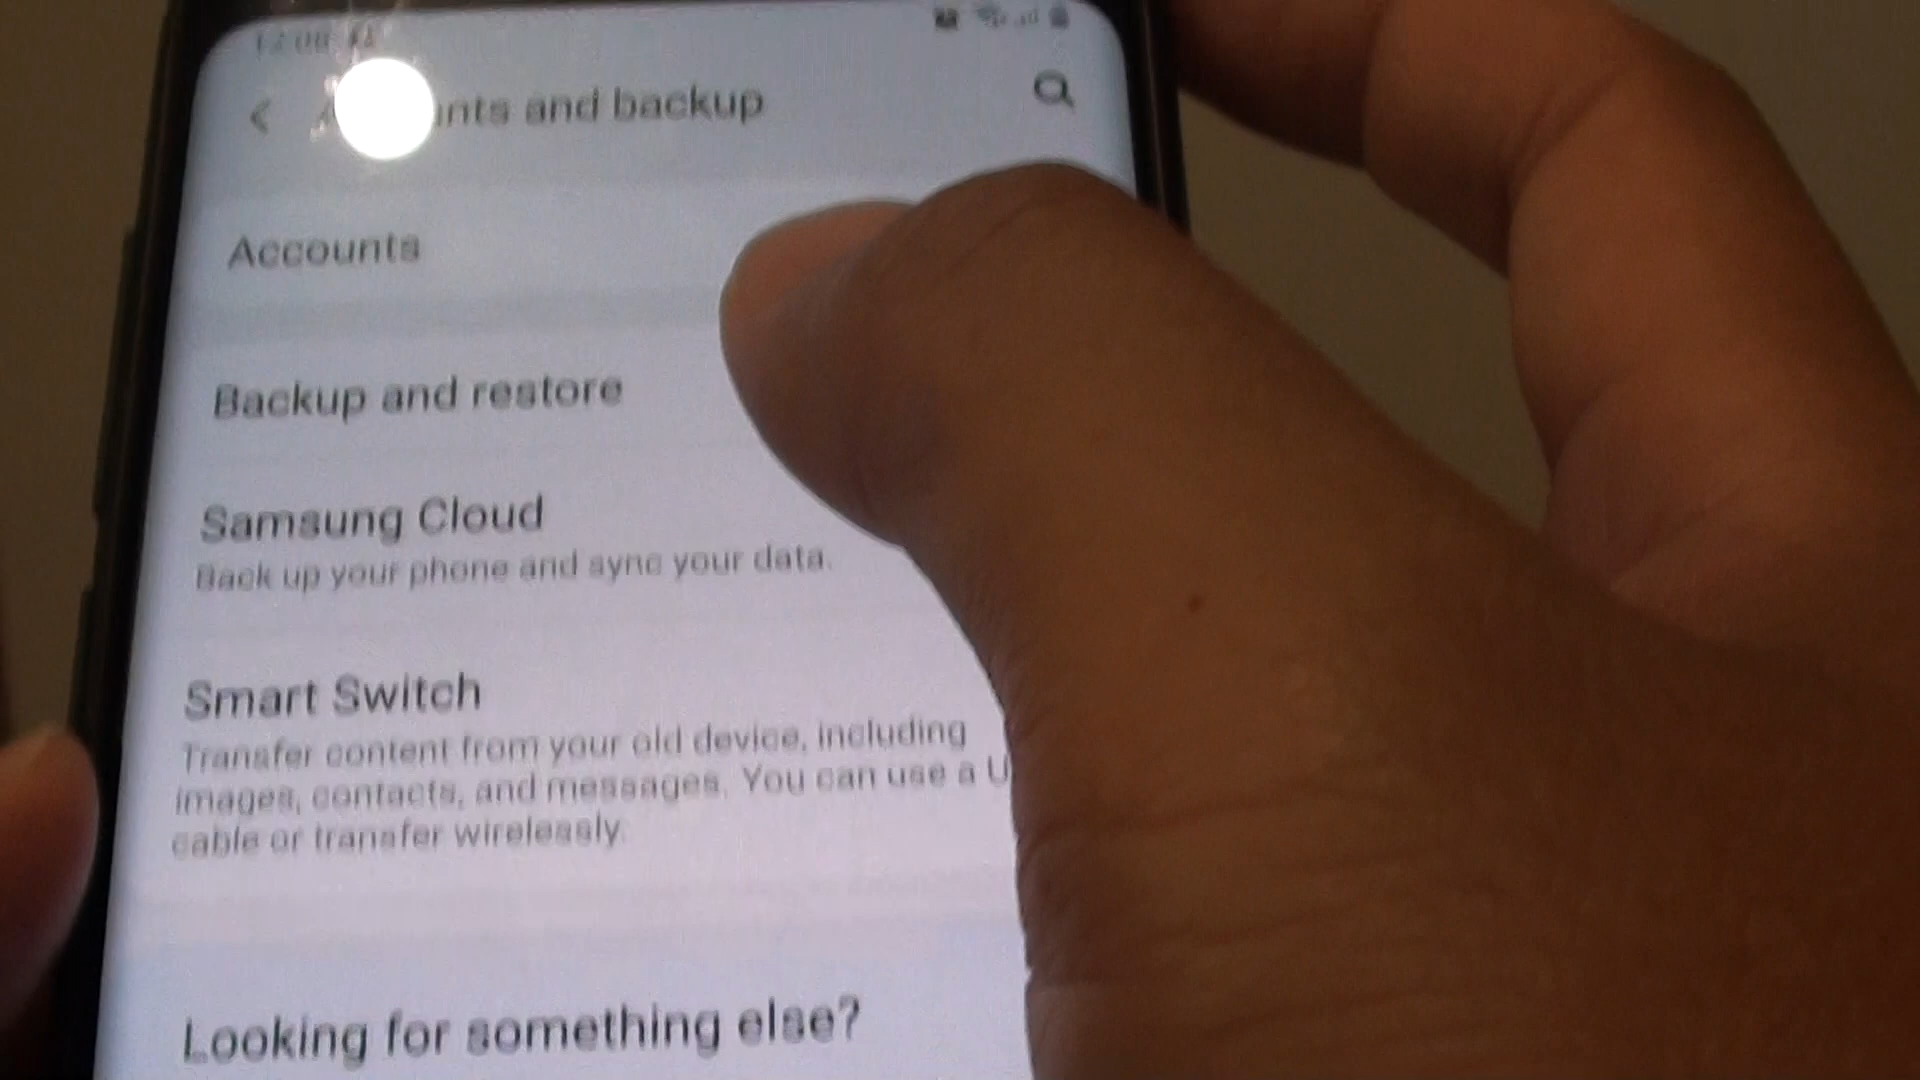 and backup
Accounts
Backup and restore
Samsung Cloud
Back up your phone and sync your data.
Smart Switch
Transfer content from your old device, including
images, contacts, and messages. You can use a
cable or transfer wirelessly.
Looking for something else?